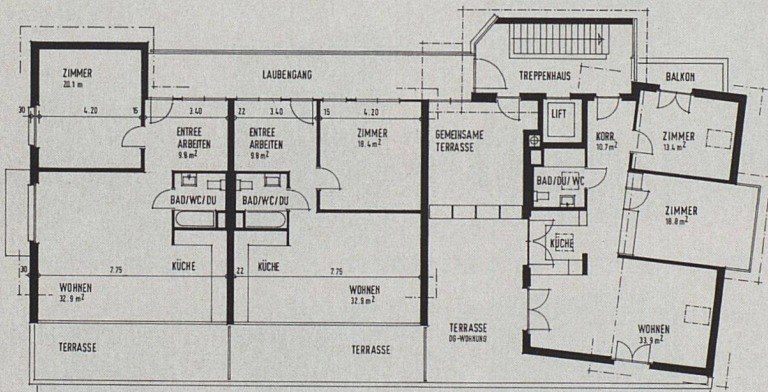 ZIMMER
20.1 m
30
4.20
15
LAUBENGANG
TREPPENHAUS
BALKON
3.40
22
3.40
15
4.20
LIFT
ENTREE
ARBEITEN
9.8 m²
ENTREE
ARBEITEN
9.8 m²
ZIMMER
18.4 m²
GEMEINSAME
TERRASSE
KORR.
10.7 m²
ZIMMER
13.4 m²
BAD/WC/DU
BAD/WC/DU
BAD/DU/WC
ZIMMER
18.8 m²
KÜCHE
KÜCHE
KÜCHE
30
7.75
22
7.75
WOHNEN
32.9 m²
WOHNEN
32.9 m²
TERRASSE
DG-WOHNUNG
WOHNEN
33.9 m²
TERRASSE
TERRASSE